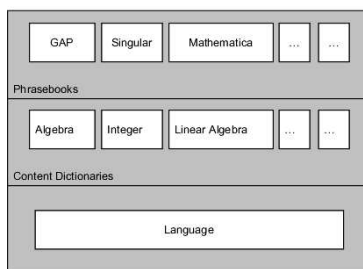 GAP Singular Mathematica ... ...
Phrasebooks
Algebra Integer Linear Algebra ... ...
Content Dictionaries
Language